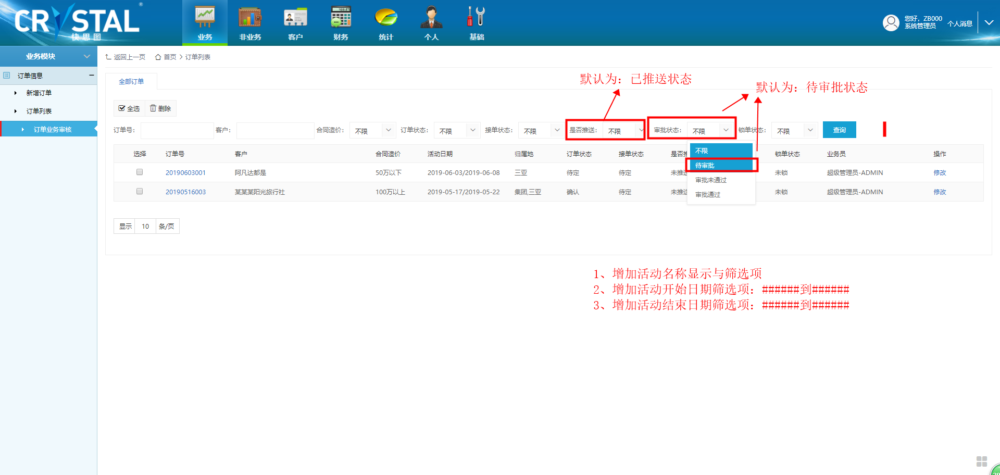 CRYSTAL®
快思图
业务
非业务
客户
财务
统计
个人
基础
您好，ZB000
系统管理员
个人消息
业务模块
返回上一页 首页 > 订单列表
订单信息
新增订单
订单列表
订单业务审核
全部订单
默认为：已推送状态
默认为：待审批状态
全选 删除
订单号： 客户： 合同造价： 不限 订单状态： 不限 接单状态： 不限 是否推送： 不限 审批状态： 不限 锁单状态： 不限 查询
选择 订单号 客户 合同造价 活动日期 归属地 订单状态 接单状态 是否推 锁单状态 业务员 操作
20190603001 阿凡达都是 50万以下 2019-06-03/2019-06-08 三亚 待定 待定 未推送 未锁 超级管理员-ADMIN 修改
20190516003 某某某阳光旅行社 100万以上 2019-05-17/2019-05-22 集团,三亚 确认 待定 未推送 未锁 超级管理员-ADMIN 修改
不限
待审批
审批未通过
审批通过
显示 10 条/页
1、增加活动名称显示与筛选项
2、增加活动开始日期筛选项：######到######
3、增加活动结束日期筛选项：######到######